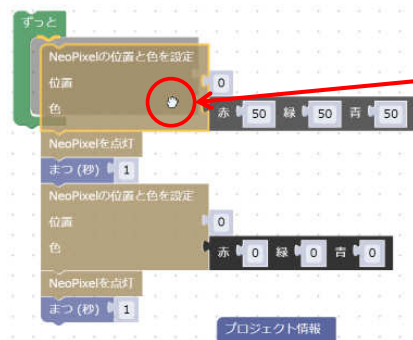 ずっと
NeoPixelの位置と色を設定
位置 0
色 赤 50 緑 50 青 50
NeoPixelを点灯
まつ (秒) 1
NeoPixelの位置と色を設定
位置 0
色 赤 0 緑 0 青 0
NeoPixelを点灯
まつ (秒) 1
プロジェクト情報